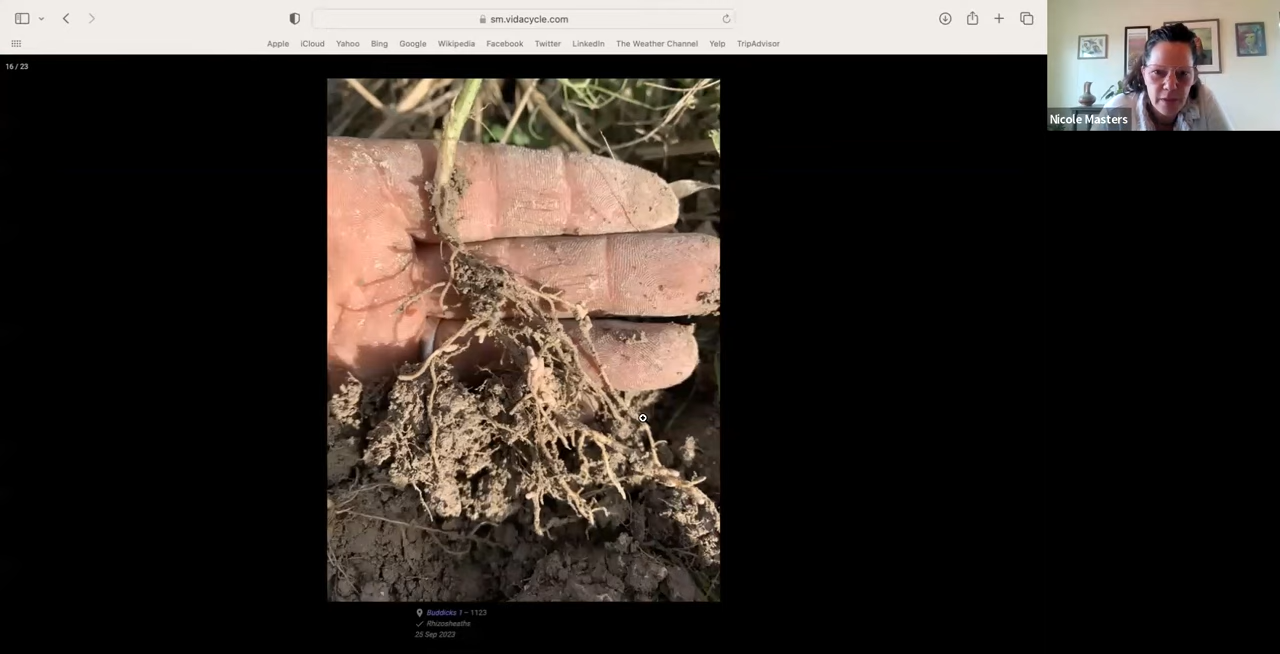 sm.vidacycle.com
Apple iCloud Yahoo Bing Google Wikipedia Facebook Twitter LinkedIn The Weather Channel Yelp TripAdvisor
16 / 23
Nicole Masters
Buddicks 1 – 1123
Rhizosheaths
25 Sep 2023